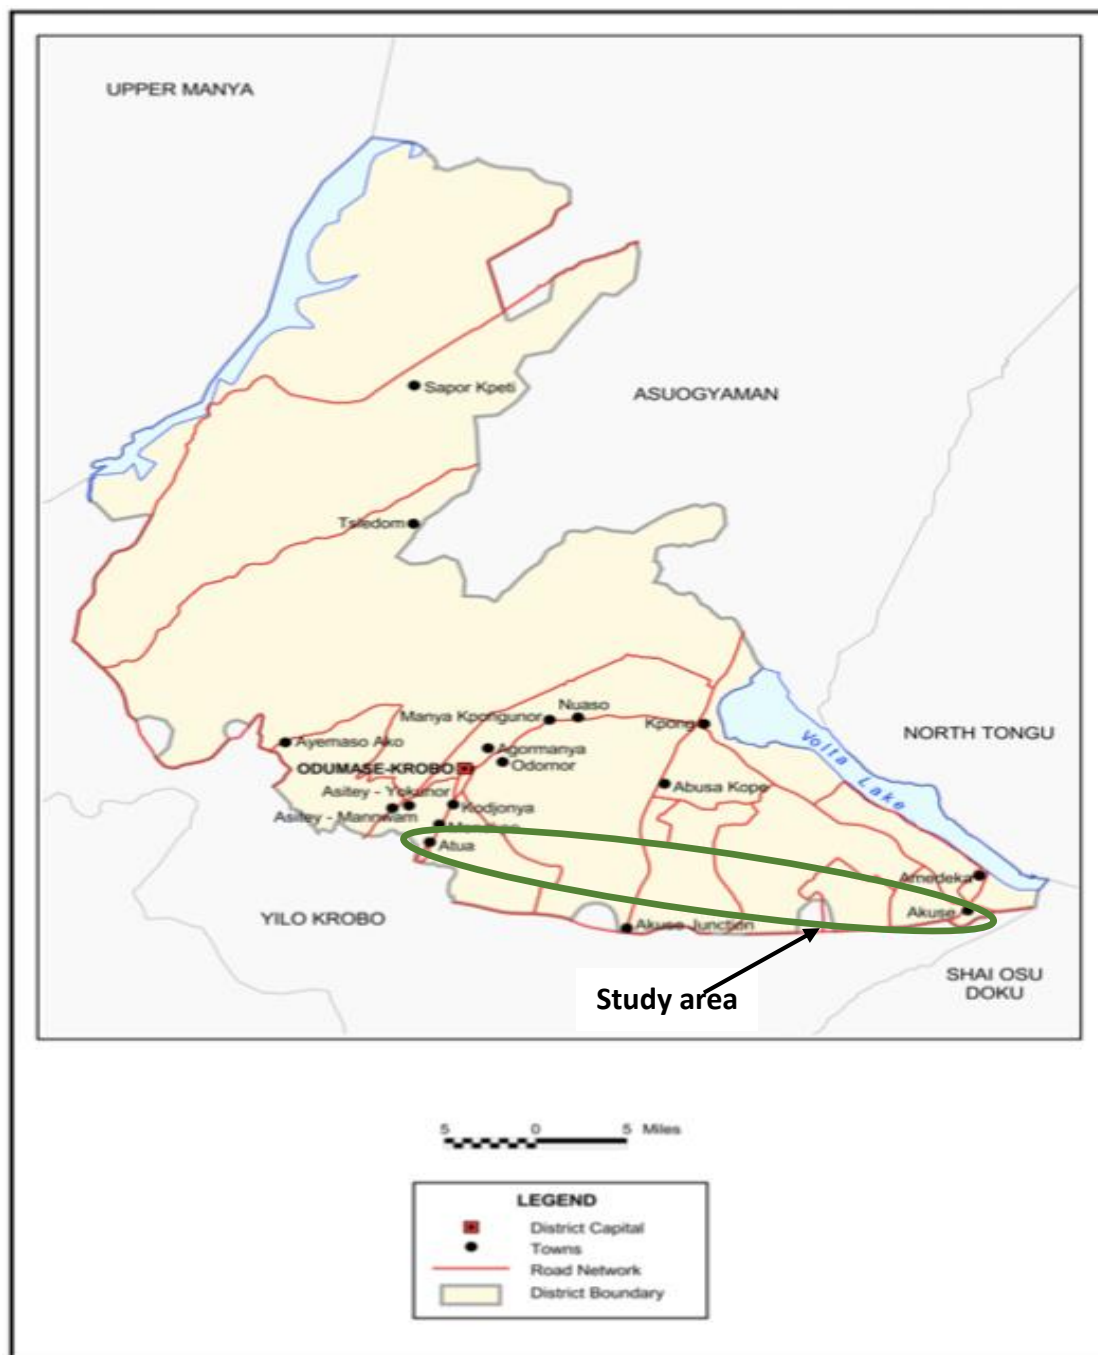 UPPER MANYA
Sapor Kpeti
ASUOGYAMAN
Tsledom
Nuaso
Manya Kpongunor
Kpong
NORTH TONGU
Volta Lake
Ayemaso Ako
Agormanya
ODUMASE-KROBO
Odomor
Abusa Kope
Asitey - Yokunor
Kodjonya
Asitey - Mannwam
Atua
Amedeka
Akuse
YILO KROBO
Akuse Junction
SHAI OSU
DOKU
Study area
5 0 5 Miles
LEGEND
District Capital
Towns
Road Network
District Boundary